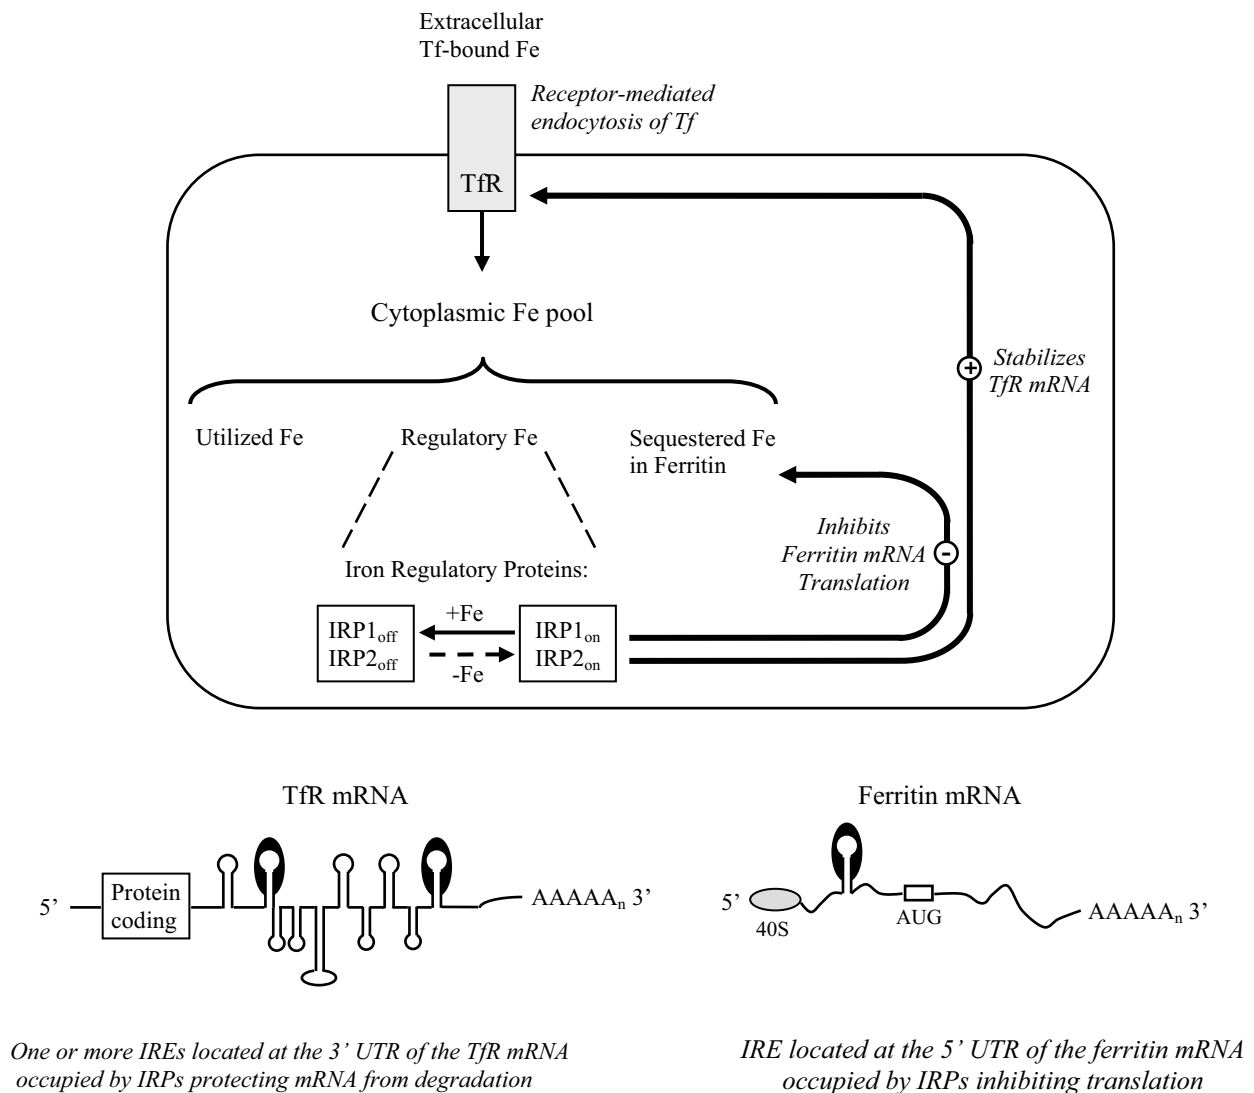 Extracellular
Tf-bound Fe
Receptor-mediated
endocytosis of Tf
TfR
Cytoplasmic Fe pool
Stabilizes
TfR mRNA
Utilized Fe
Regulatory Fe
Sequestered Fe
in Ferritin
Inhibits
Ferritin mRNA
Translation
+
-
Iron Regulatory Proteins:
IRP1off
IRP2off
+Fe
-Fe
IRP1on
IRP2on
TfR mRNA
5’
Protein
coding
AAAAAn 3’
One or more IREs located at the 3’ UTR of the TfR mRNA
occupied by IRPs protecting mRNA from degradation
Ferritin mRNA
5’
40S
AUG
AAAAAn 3’
IRE located at the 5’ UTR of the ferritin mRNA
occupied by IRPs inhibiting translation